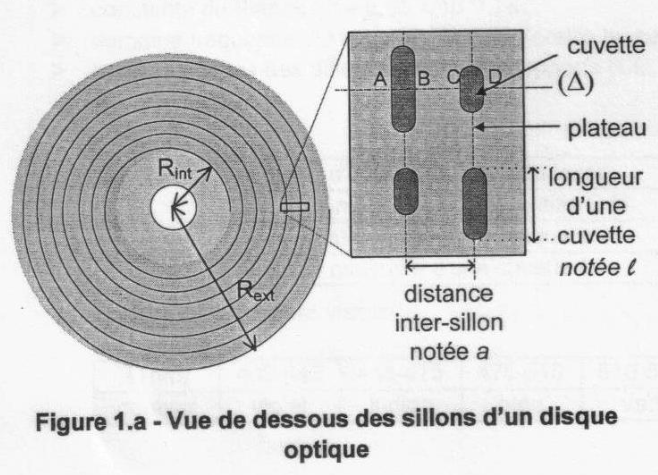 cuvette
A B C D
(Δ)
plateau
R_int
longueur
d'une
cuvette
notée ℓ
R_ext
distance
inter-sillon
notée a
Figure 1.a - Vue de dessous des sillons d'un disque
optique